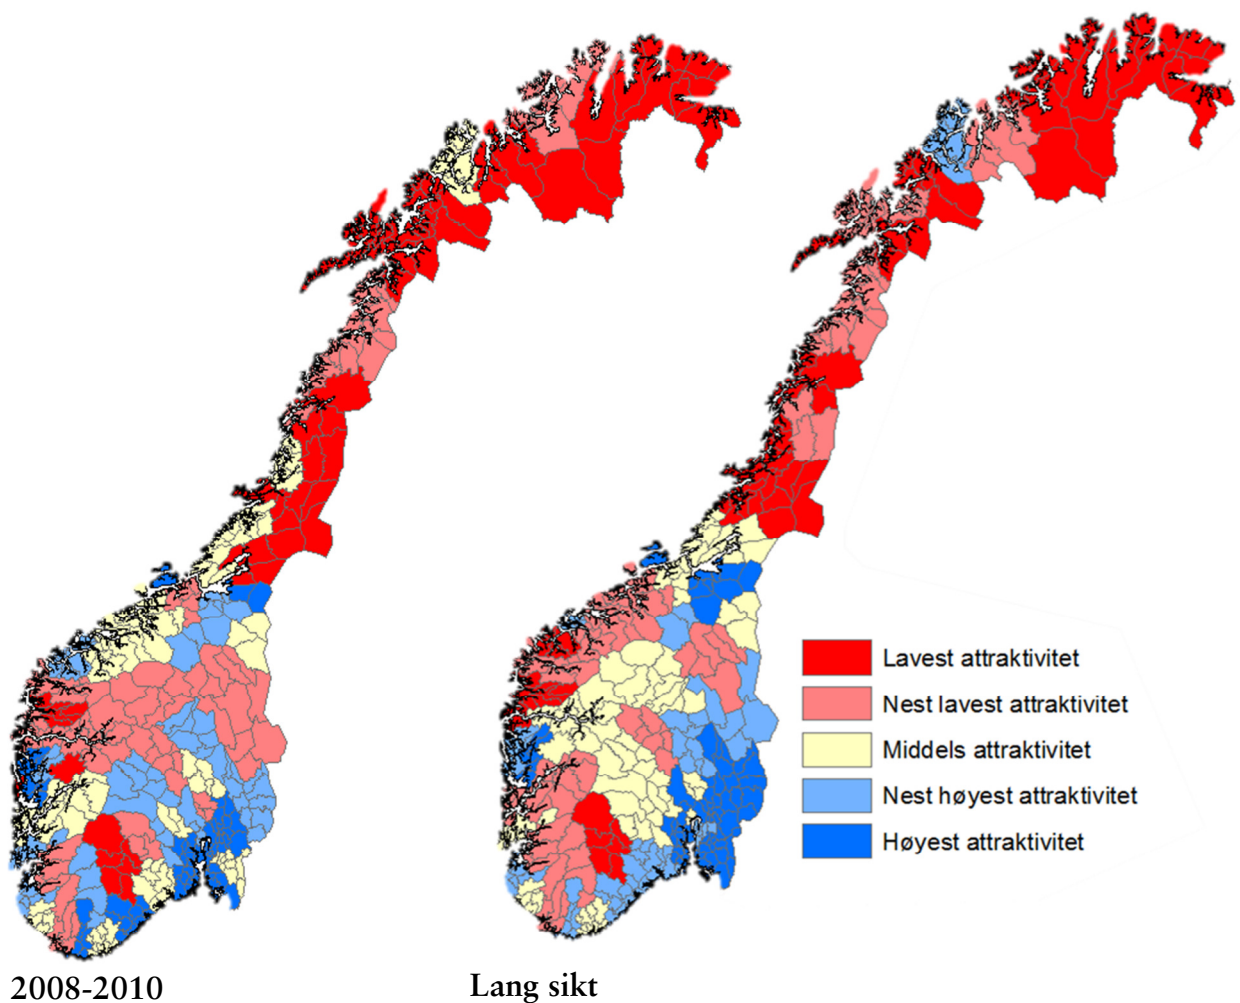 Lavest attraktivitet
Nest lavest attraktivitet
Middels attraktivitet
Nest høyest attraktivitet
Høyest attraktivitet
2008-2010
Lang sikt